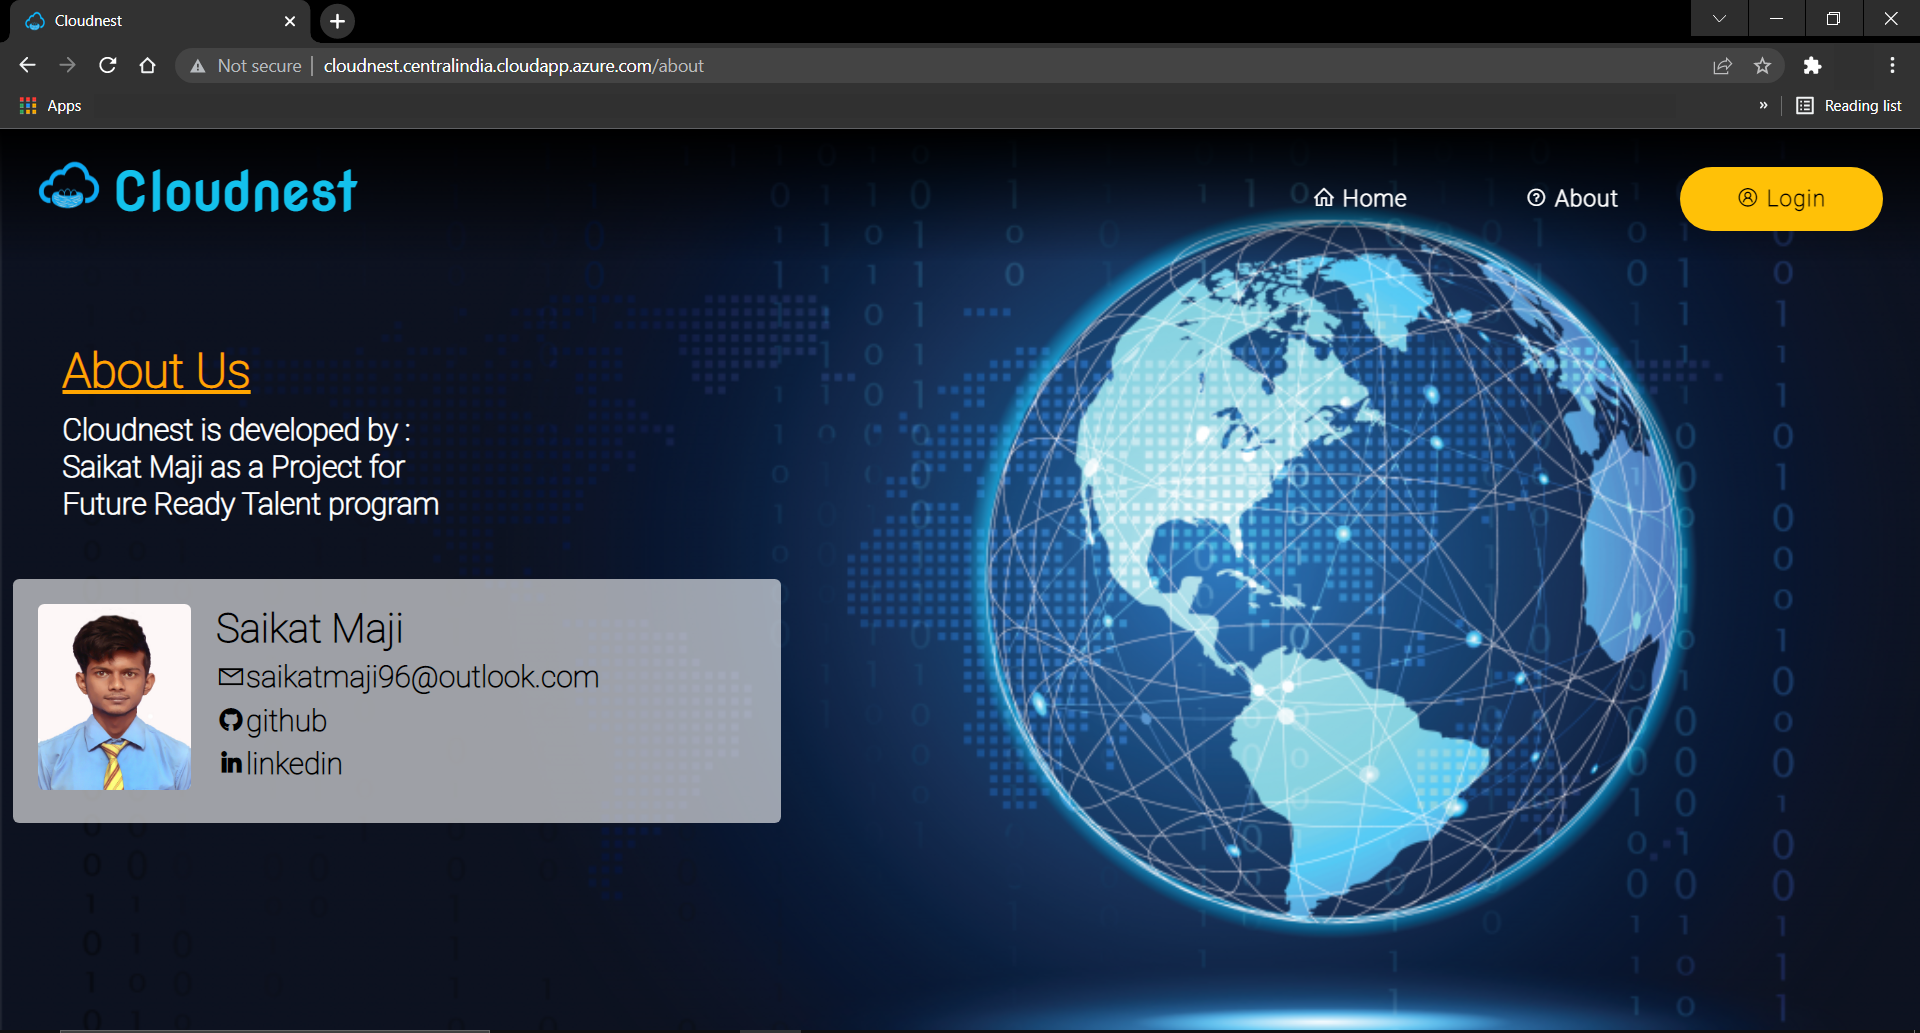 Cloudnest
Not secure | cloudnest.centralindia.cloudapp.azure.com/about
Apps
» Reading list
Cloudnest
Home
About
Login
About Us
Cloudnest is developed by :
Saikat Maji as a Project for
Future Ready Talent program
Saikat Maji
saikatmaji96@outlook.com
github
linkedin